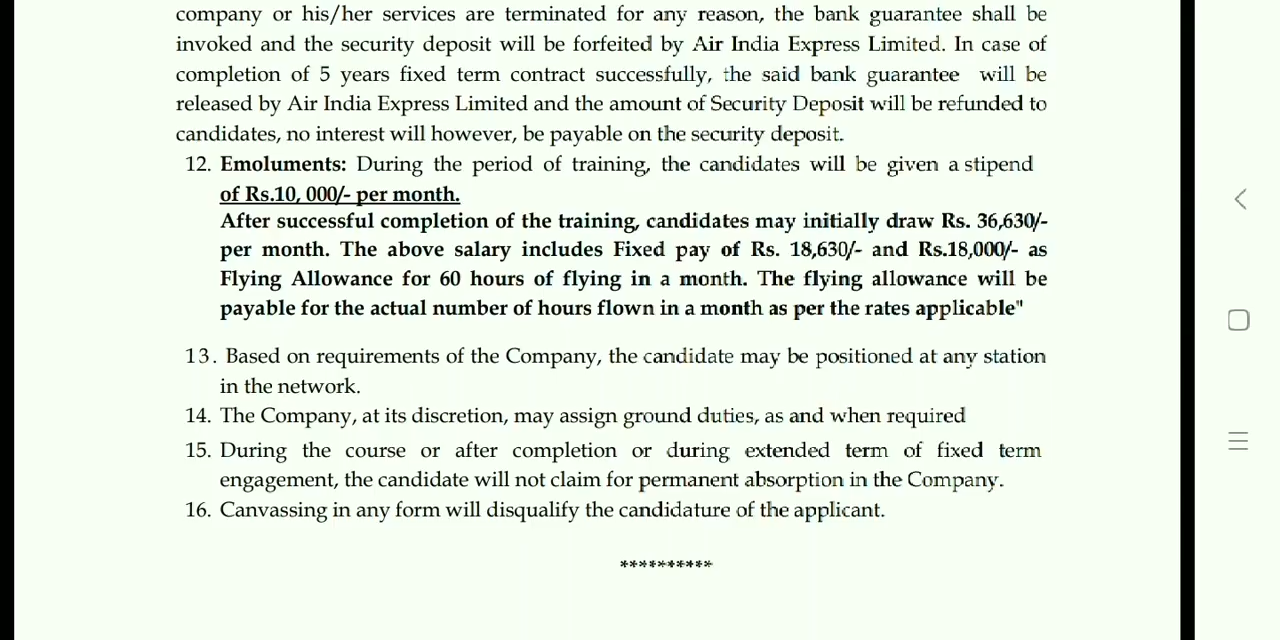 company or his/her services are terminated for any reason, the bank guarantee shall be
invoked and the security deposit will be forfeited by Air India Express Limited. In case of
completion of 5 years fixed term contract successfully, the said bank guarantee will be
released by Air India Express Limited and the amount of Security Deposit will be refunded to
candidates, no interest will however, be payable on the security deposit.
12. Emoluments: During the period of training, the candidates will be given a stipend
of Rs.10, 000/- per month.
After successful completion of the training, candidates may initially draw Rs. 36,630/-
per month. The above salary includes Fixed pay of Rs. 18,630/- and Rs.18,000/- as
Flying Allowance for 60 hours of flying in a month. The flying allowance will be
payable for the actual number of hours flown in a month as per the rates applicable"
13. Based on requirements of the Company, the candidate may be positioned at any station
in the network.
14. The Company, at its discretion, may assign ground duties, as and when required
15. During the course or after completion or during extended term of fixed term
engagement, the candidate will not claim for permanent absorption in the Company.
16. Canvassing in any form will disqualify the candidature of the applicant.
**********